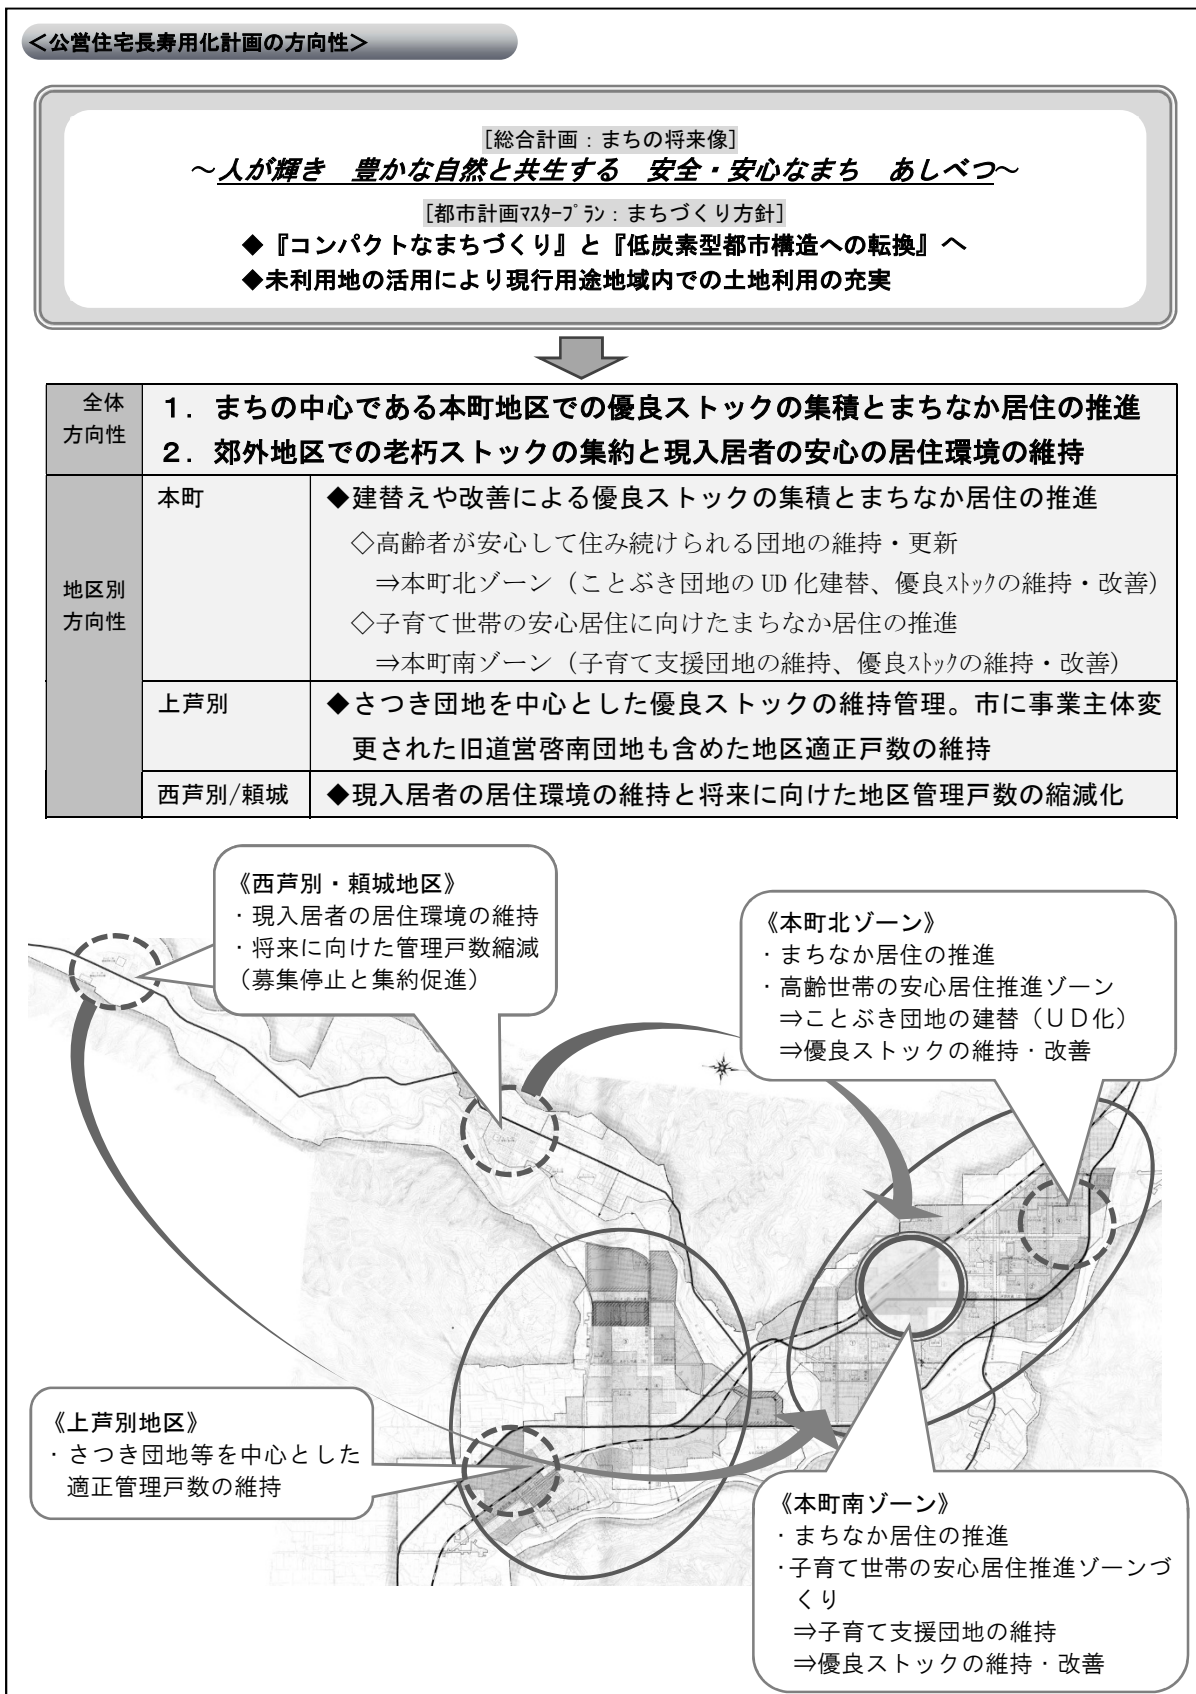 <公営住宅長寿用化計画の方向性>
[総合計画：まちの将来像]
～人が輝き　豊かな自然と共生する　安全・安心なまち　あしべつ～
[都市計画ﾏｽﾀｰﾌﾟﾗﾝ：まちづくり方針]
◆『コンパクトなまちづくり』と『低炭素型都市構造への転換』へ
◆未利用地の活用により現行用途地域内での土地利用の充実
全体
方向性
１．まちの中心である本町地区での優良ストックの集積とまちなか居住の推進
２．郊外地区での老朽ストックの集約と現入居者の安心の居住環境の維持
地区別
方向性
本町
◆建替えや改善による優良ストックの集積とまちなか居住の推進
◇高齢者が安心して住み続けられる団地の維持・更新
⇒本町北ゾーン（ことぶき団地の UD 化建替、優良ｽﾄｯｸの維持・改善）
◇子育て世帯の安心居住に向けたまちなか居住の推進
⇒本町南ゾーン（子育て支援団地の維持、優良ｽﾄｯｸの維持・改善）
上芦別
◆さつき団地を中心とした優良ストックの維持管理。市に事業主体変
更された旧道営啓南団地も含めた地区適正戸数の維持
西芦別/頼城
◆現入居者の居住環境の維持と将来に向けた地区管理戸数の縮減化
《西芦別・頼城地区》
・現入居者の居住環境の維持
・将来に向けた管理戸数縮減
（募集停止と集約促進）
《本町北ゾーン》
・まちなか居住の推進
・高齢世帯の安心居住推進ゾーン
⇒ことぶき団地の建替（ＵＤ化）
⇒優良ストックの維持・改善
《上芦別地区》
・さつき団地等を中心とした
適正管理戸数の維持
《本町南ゾーン》
・まちなか居住の推進
・子育て世帯の安心居住推進ゾーンづ
くり
⇒子育て支援団地の維持
⇒優良ストックの維持・改善